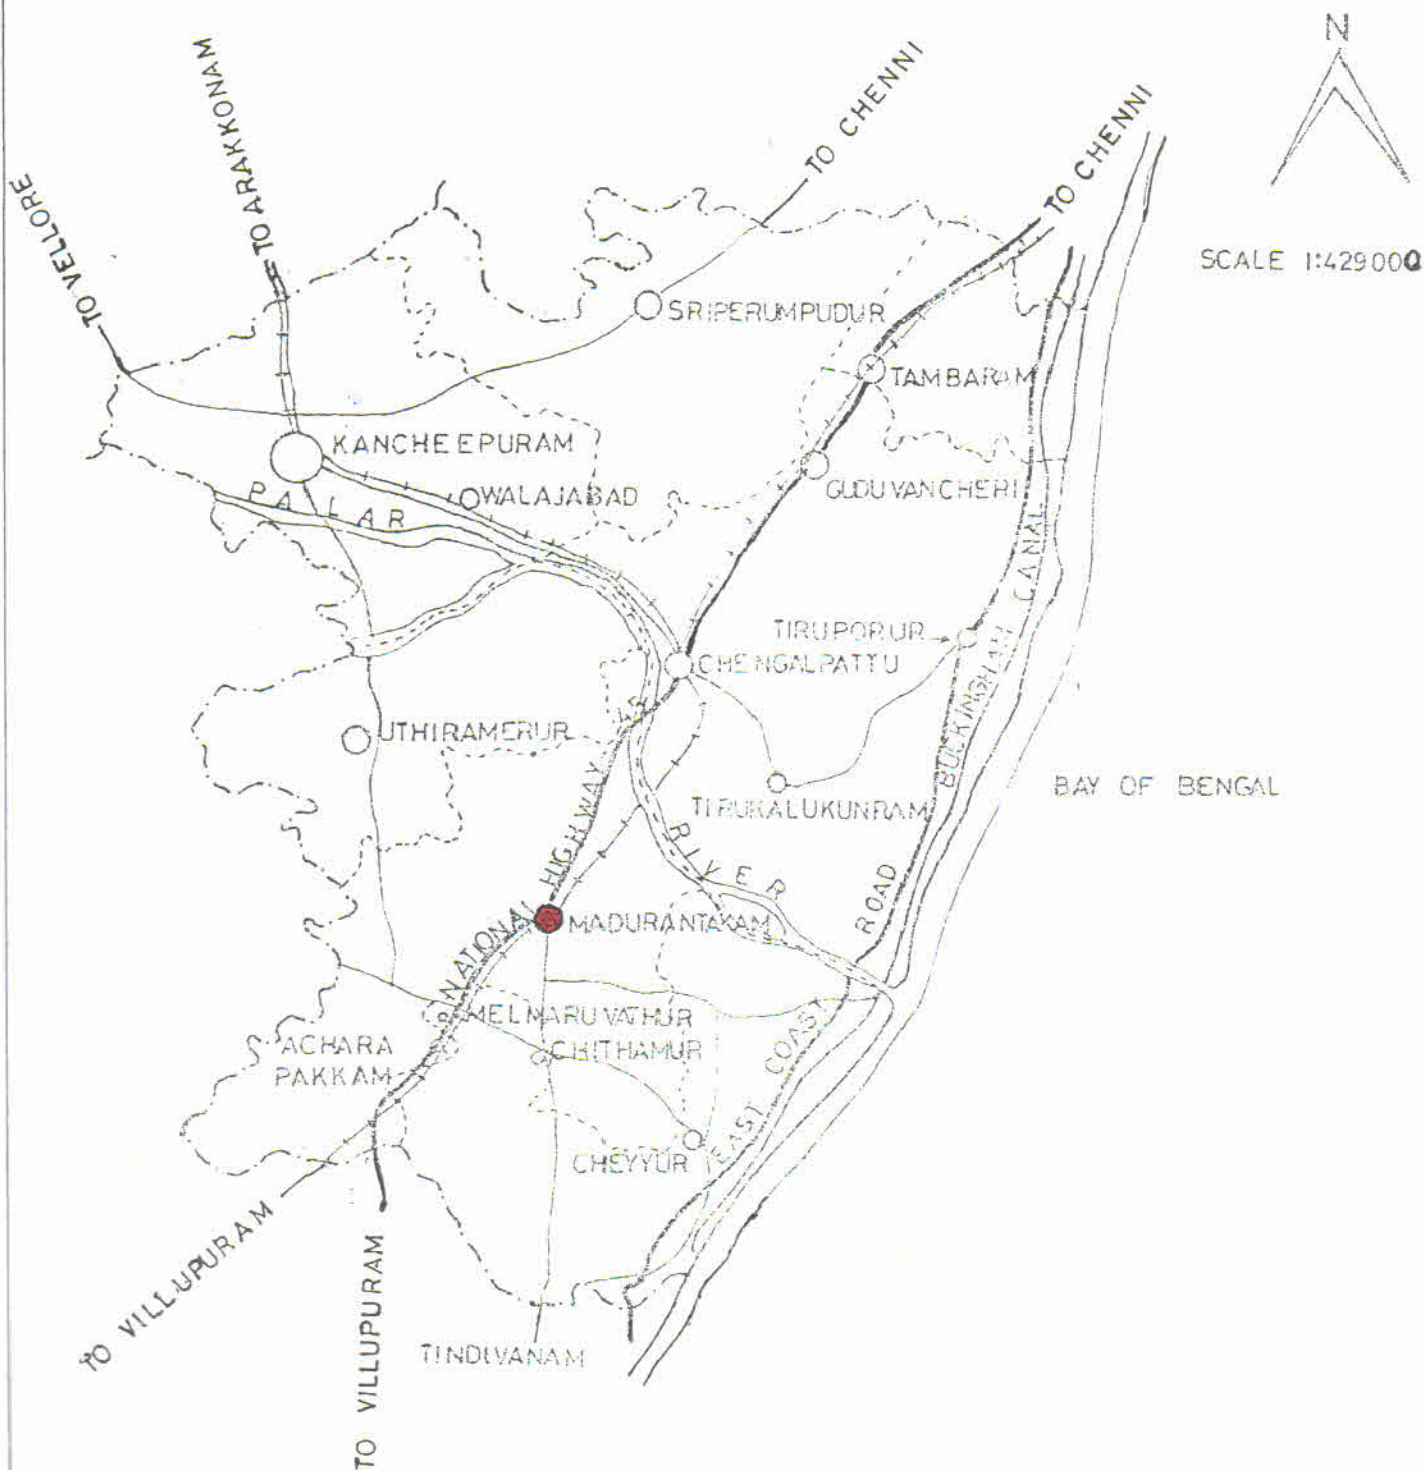 N
TO ARAKKONAM
TO CHENNI
TO CHENNI
TO VELLORE
SCALE 1:429000
SRIPERUMPUDUR
TAMBARAM
KANCHEEPURAM
WALAJABAD
GUDUVANCHERI
PALAR
CANAL
TIRUPORUR
CHENGALPATTU
BUCKINGHAM
UTHIRAMERUR
BAY OF BENGAL
TIRUKALUKUNRAM
HIGHWAY
RIVER
ROAD
MADURANTAKAM
NATIONAL
MELMARUVATHUR
ACHARA
PAKKAM
CHITHAMUR
COAST
EAST
CHEYYUR
TO VILLUPURAM
TO VILLUPURAM
TINDIVANAM